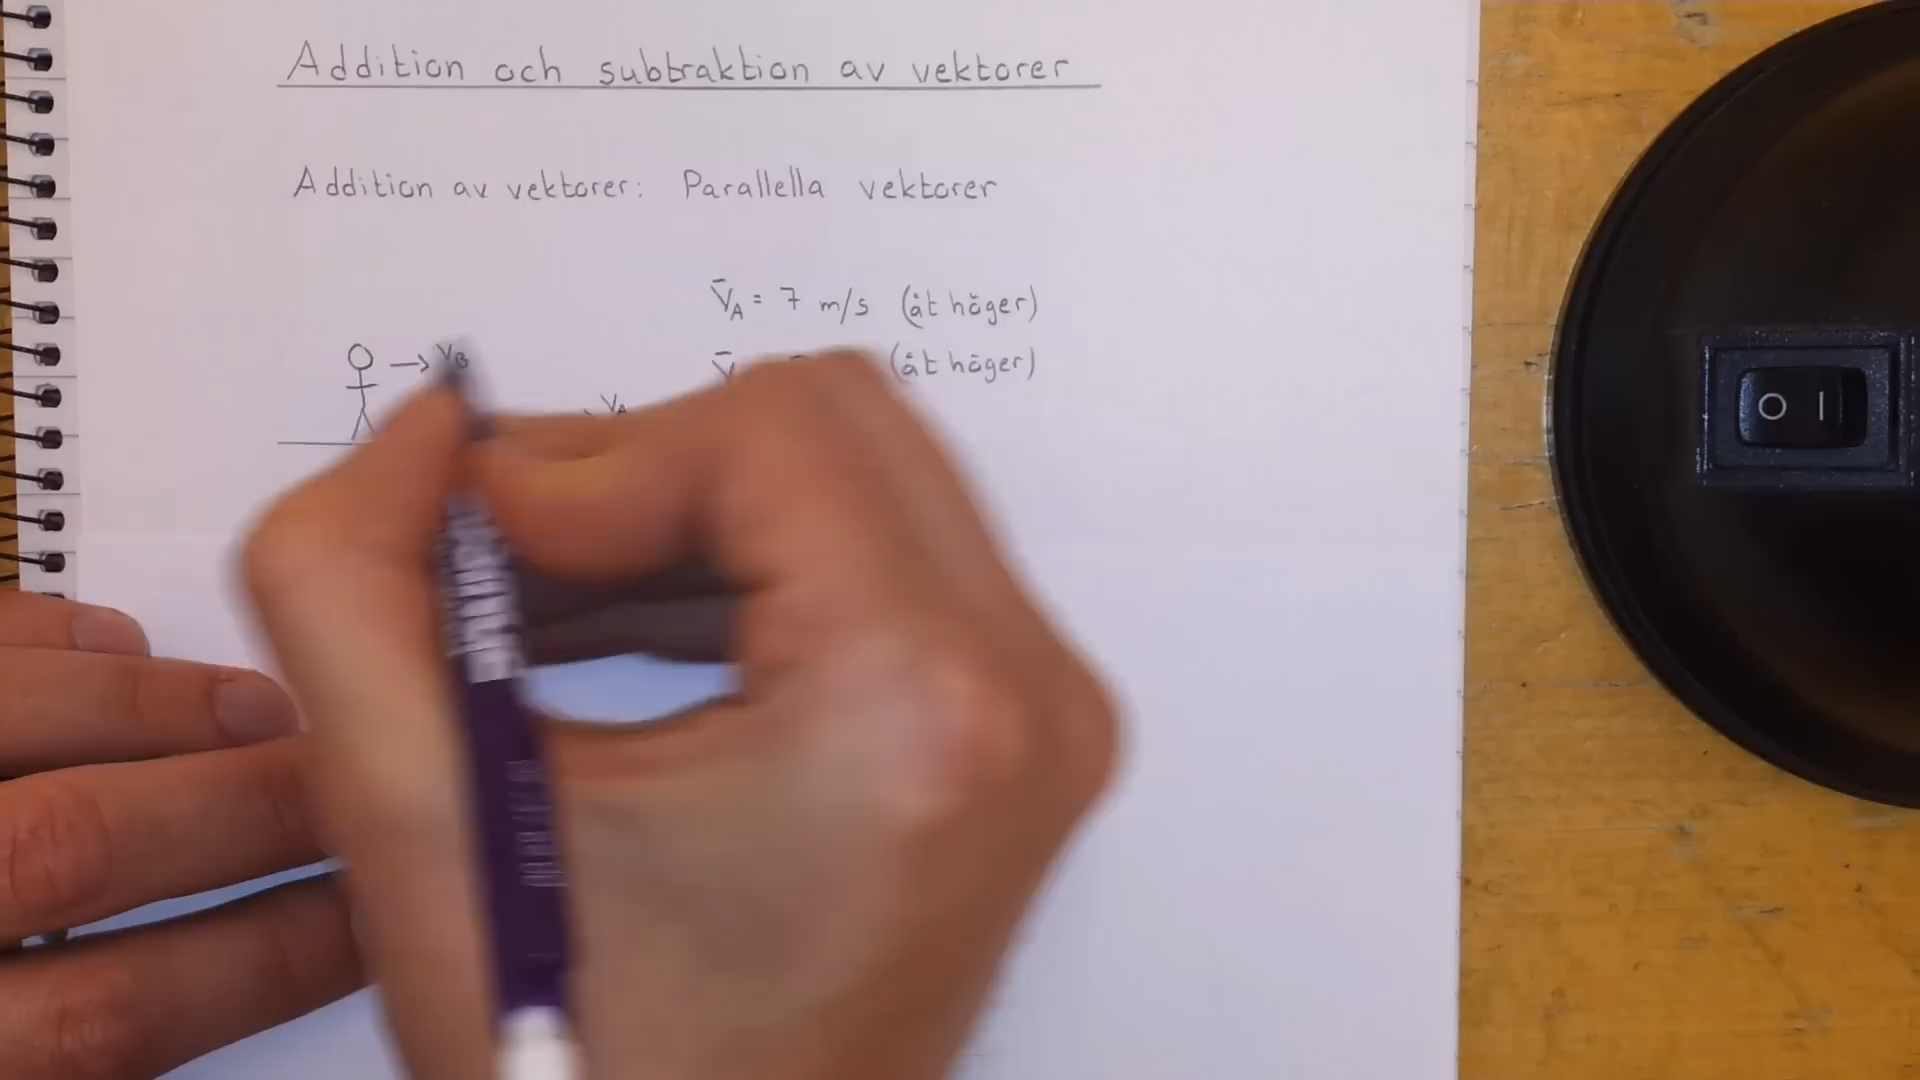 Addition och subtraktion av vektorer
Addition av vektorer: Parallella vektorer
V̄A = 7 m/s (åt höger)
(åt höger)
VB
VA